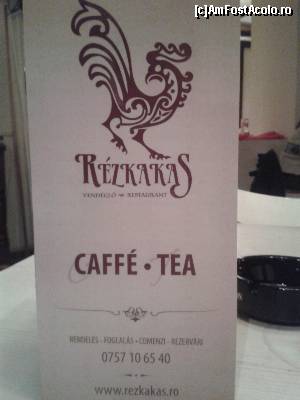 [c]AmFostAcolo.ro
RÉZKAKAS
VENDÉGLŐ RESTAURANT
CAFFÉ • TEA
RENDELÉS - FOGLALÁS • COMENZI - REZERVĂRI
0757 10 65 40
www.rezkakas.ro